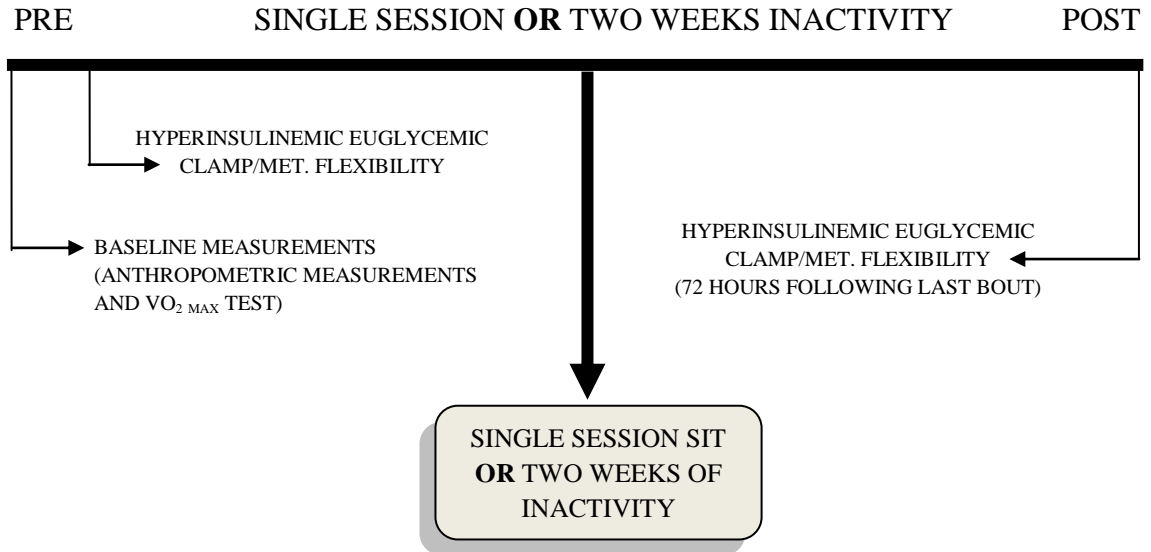 PRE SINGLE SESSION OR TWO WEEKS INACTIVITY POST
HYPERINSULINEMIC EUGLYCEMIC
CLAMP/MET. FLEXIBILITY
BASELINE MEASUREMENTS
(ANTHROPOMETRIC MEASUREMENTS
AND VO2 MAX TEST)
HYPERINSULINEMIC EUGLYCEMIC
CLAMP/MET. FLEXIBILITY
(72 HOURS FOLLOWING LAST BOUT)
SINGLE SESSION SIT
OR TWO WEEKS OF
INACTIVITY